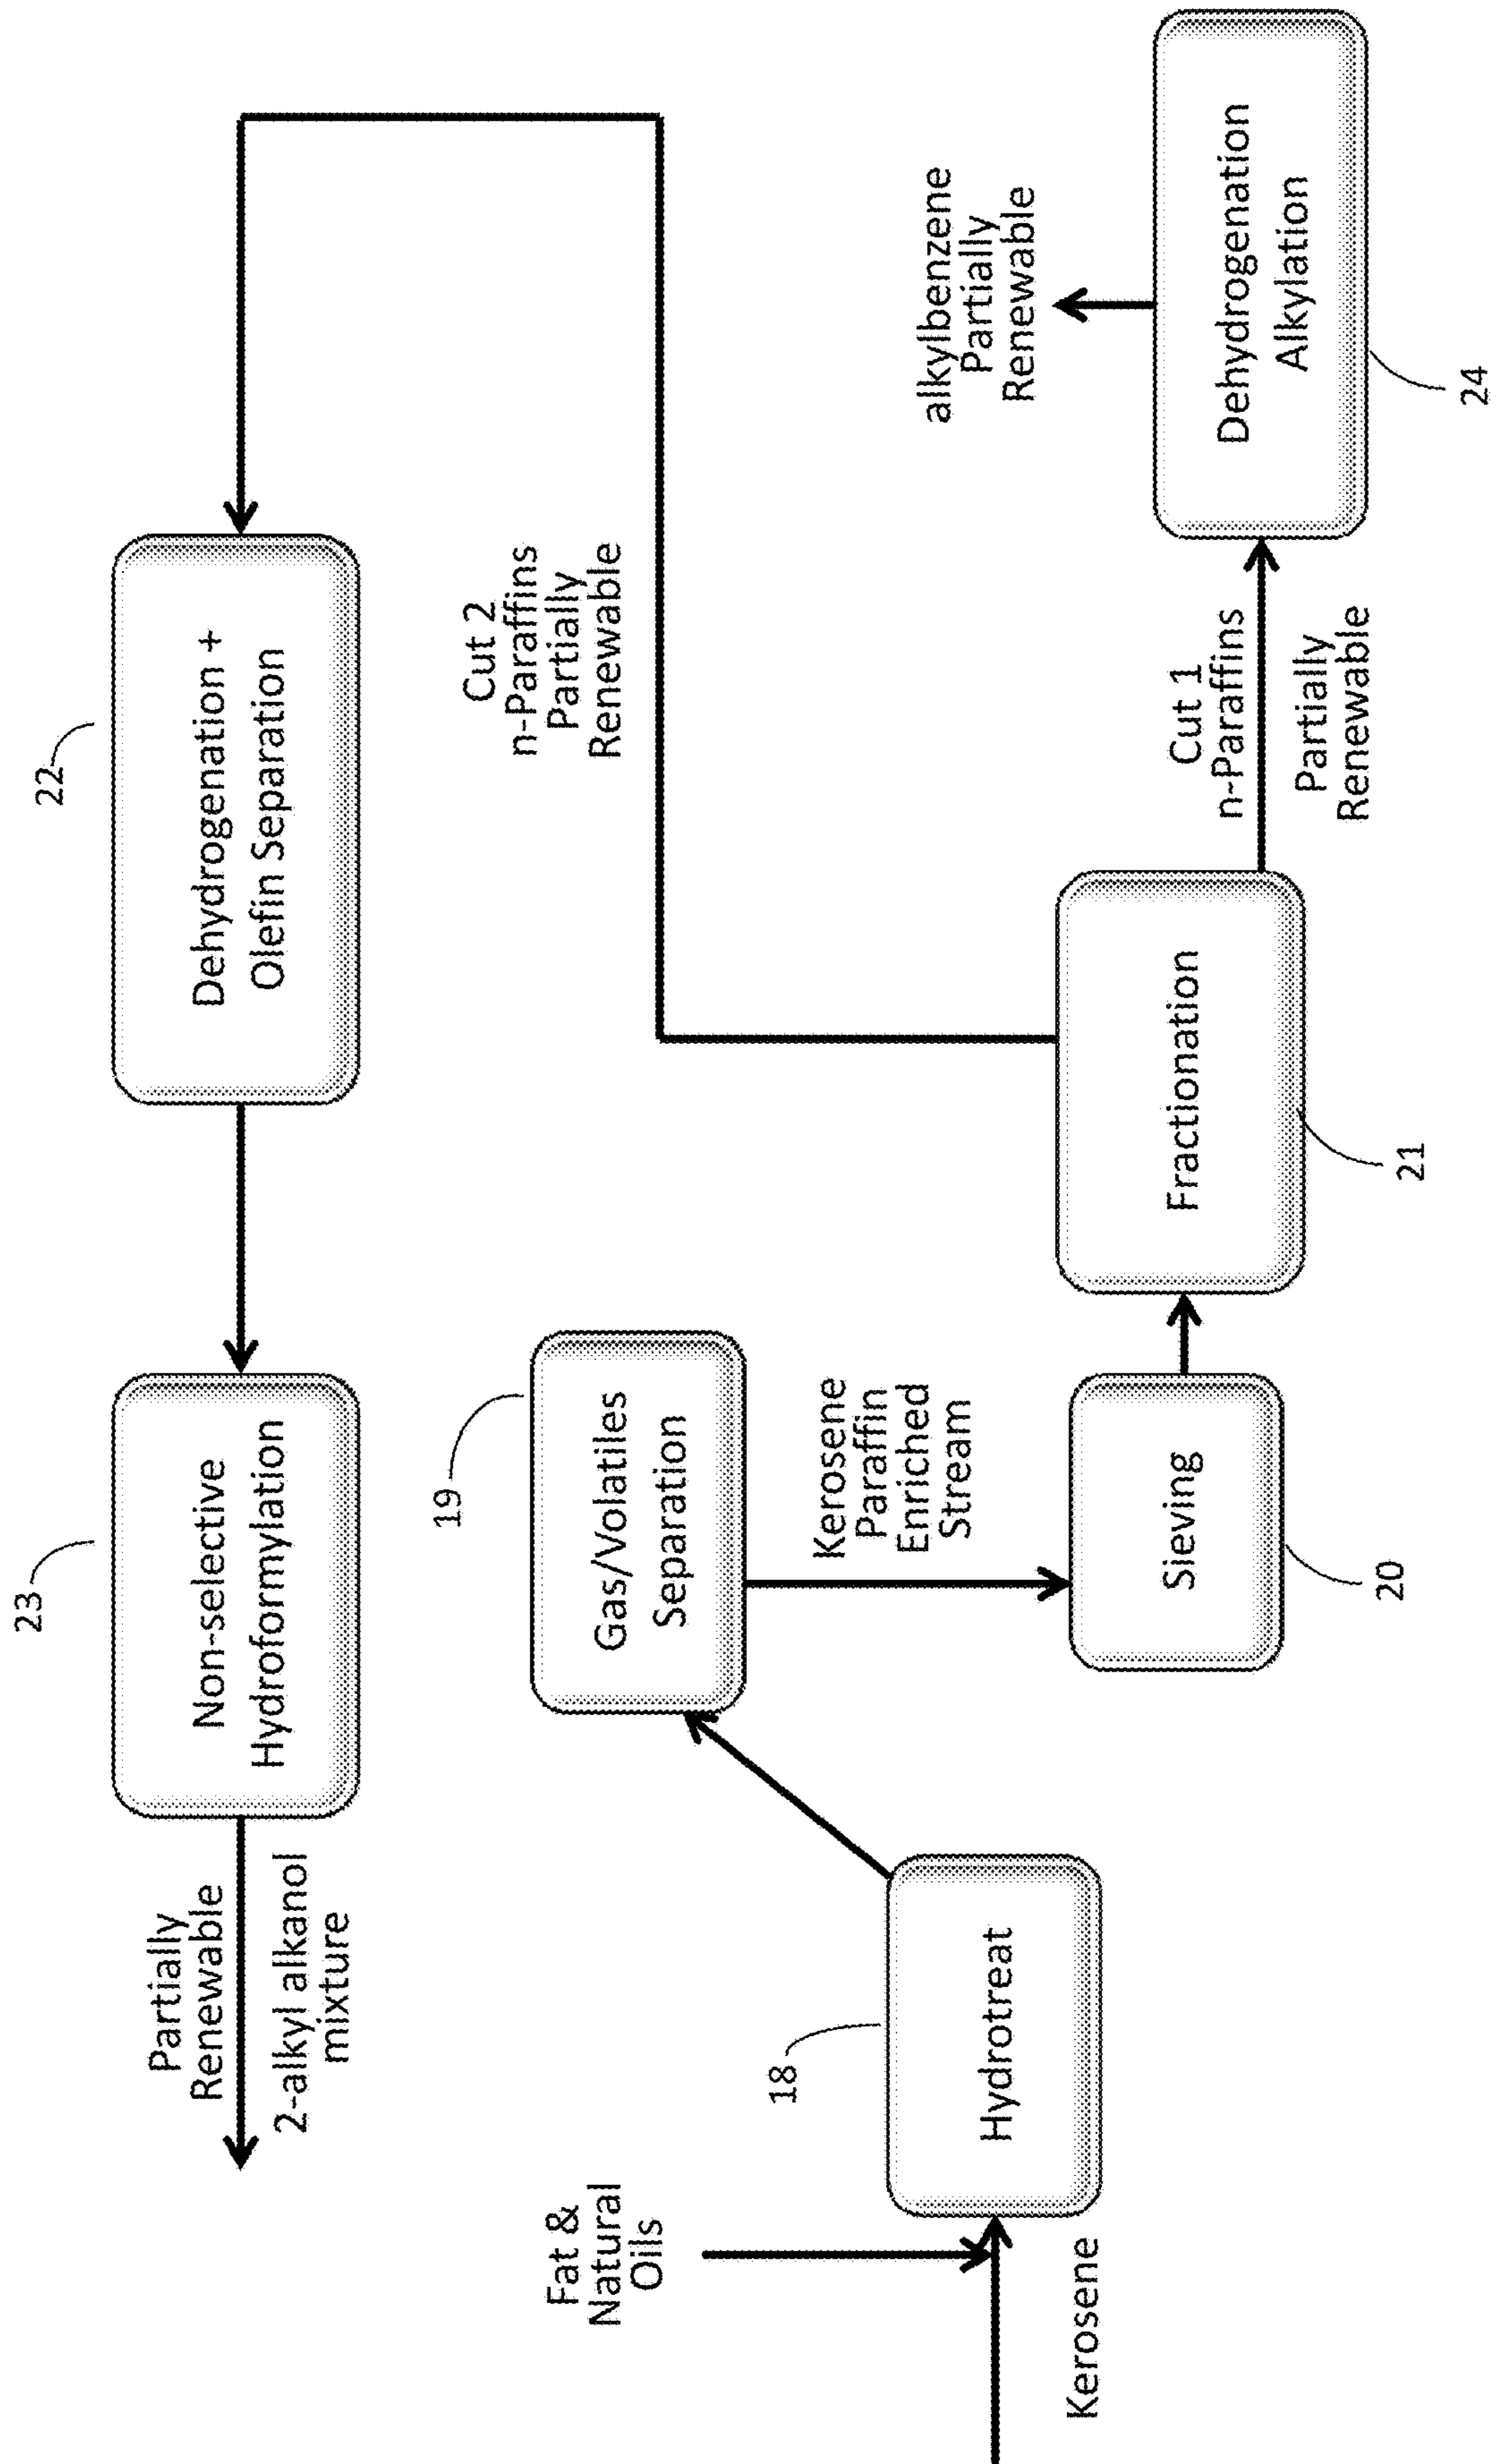 Partially
Renewable
2-alkyl alkanol
mixture
23
Non-selective
Hydroformylation
22
Dehydrogenation +
Olefin Separation
Cut 2
n-Paraffins
Partially
Renewable
Fat &
Natural
Oils
Kerosene
18
Hydrotreat
19
Gas/Volatiles
Separation
Kerosene
Paraffin
Enriched
Stream
Sieving
20
Fractionation
21
Cut 1
n-Paraffins
Partially
Renewable
alkylbenzene
Partially
Renewable
Dehydrogenation
Alkylation
24